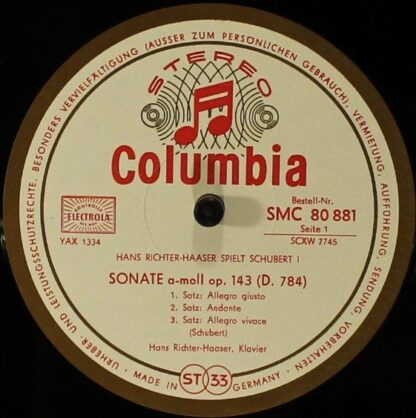 URHEBER- UND LEISTUNGSSCHUTZRECHTE, BESONDERS VERVIELFÄLTIGUNG (AUSSER ZUM PERSÖNLICHEN GEBRAUCH), VERMIETUNG, AUFFÜHRUNG, SENDUNG, VORBEHALTEN
STEREO
Columbia
ELECTROLA
YAX 1334
Bestell-Nr.
SMC 80 881
Seite 1
SCXW 7745
HANS RICHTER-HAASER SPIELT SCHUBERT I
SONATE a-moll op. 143 (D. 784)
1. Satz: Allegro giusto
2. Satz: Andante
3. Satz: Allegro vivace
(Schubert)
Hans Richter-Haaser, Klavier
MADE IN ST 33 GERMANY